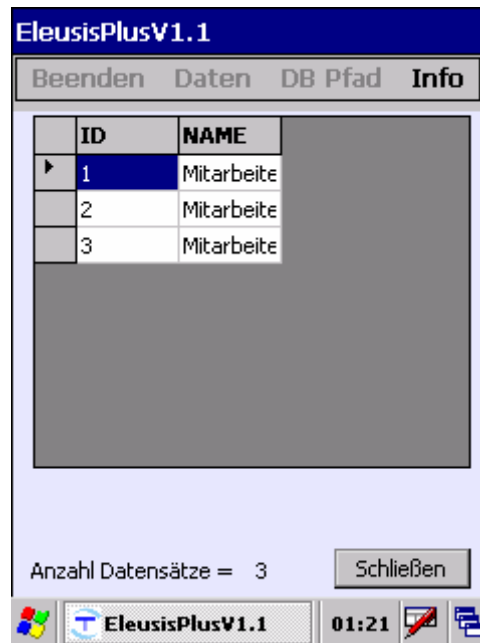 EleusisPlusV1.1
Beenden Daten DB Pfad Info
ID NAME
1 Mitarbeite
2 Mitarbeite
3 Mitarbeite
Anzahl Datensätze = 3 Schließen
EleusisPlusV1.1 01:21